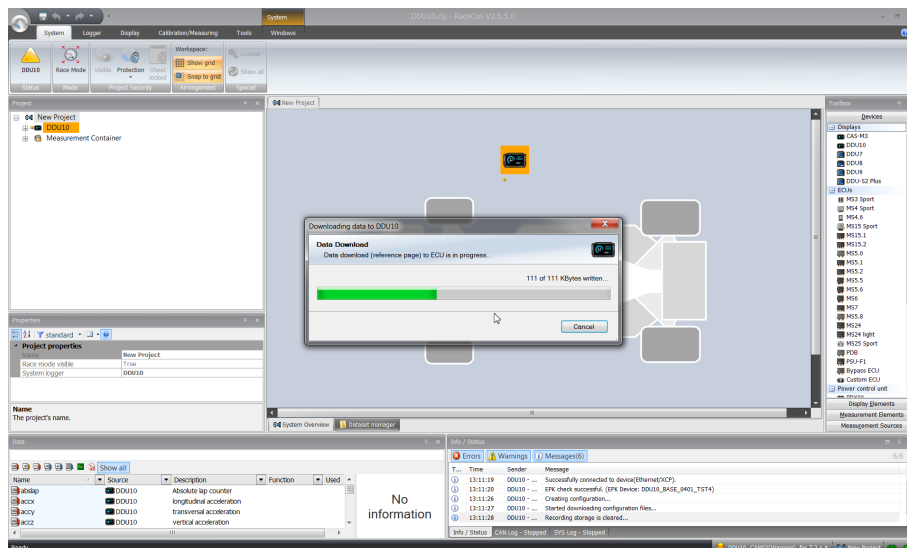 System
DDU10.rlp - RaceCon V2.5.5.0
System Logger Display Calibration/Measuring Tools Windows
DDU10
Race Mode
visible
Protection
Sheet locked
Workspace:
Show grid
Snap to grid
License
Show all
Status Mode Project Security Arrangement Special
Project
New Project
DDU10
Measurement Container
New Project
Downloading data to DDU10
Data Download
Data download (reference page) to ECU is in progress...
111 of 111 KBytes written...
Cancel
Toolbox
Devices
Displays
CAS-M3
DDU10
DDU7
DDU8
DDU9
DDU-S2 Plus
ECUs
MS3 Sport
MS4 Sport
MS4.6
MS15 Sport
MS15.1
MS15.2
MS5.0
MS5.1
MS5.2
MS5.5
MS5.6
MS6
MS7
MS5.8
MS24
MS24 light
MS25 Sport
PDB
PSU-F1
Bypass ECU
Custom ECU
Power control unit
Display Elements
Measurement Elements
Measurement Sources
Properties
standard
Project properties
Name New Project
Race mode visible True
System logger DDU10
Name
The project's name.
System Overview Dataset manager
Data
Show all
Name Source Description Function Used
abslap DDU10 Absolute lap counter
accx DDU10 longitudinal acceleration
accy DDU10 transversal acceleration
accz DDU10 vertical acceleration
No
information
Info / Status
Errors Warnings Messages(6) 6/6
T... Time Sender Message
13:11:19 DDU10 - ... Successfully connected to device(Ethernet/XCP).
13:11:20 DDU10 - ... EPK check successful. (EPK Device: DDU10_BASE_0401_TST4)
13:11:26 DDU10 - ... Creating configuration...
13:11:27 DDU10 - ... Started downloading configuration files...
13:11:28 DDU10 - ... Recording storage is cleared...
Info / Status CAN Log - Stopped SYS Log - Stopped
Ready
New Project